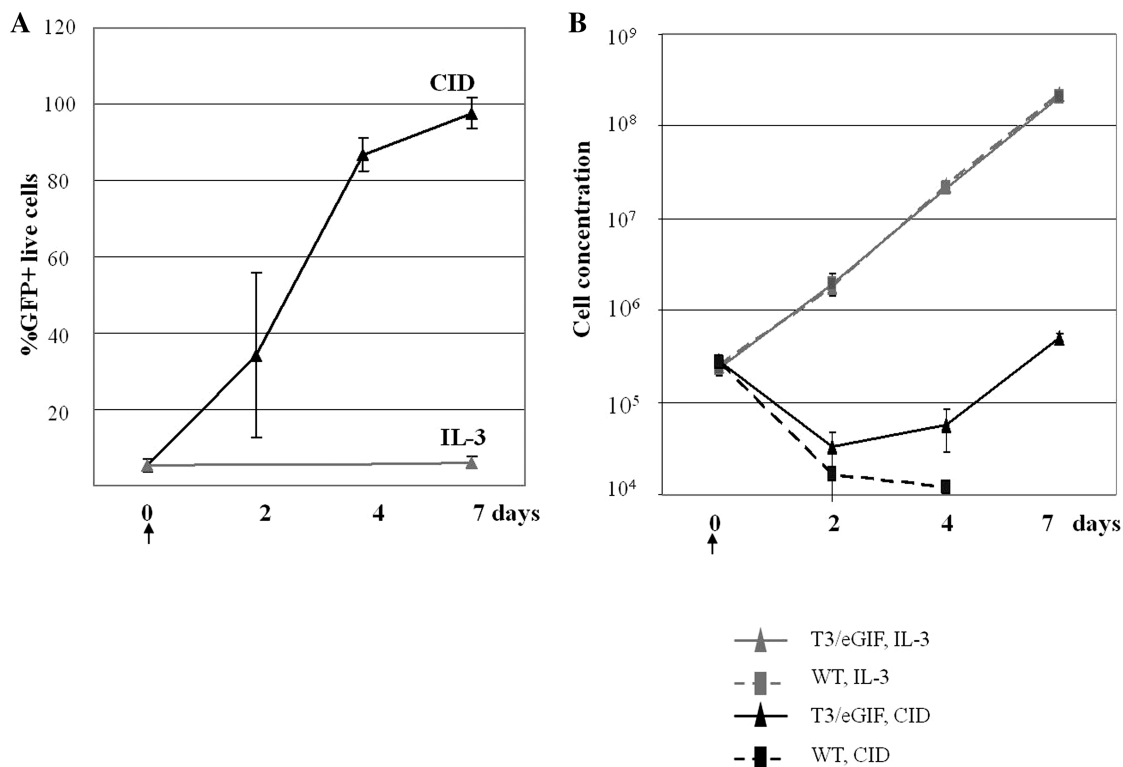 A
120
100
80
60
40
20
%GFP+ live cells
CID
IL-3
0
2
4
7 days
B
10⁹
10⁸
10⁷
10⁶
10⁵
10⁴
Cell concentration
0
2
4
7 days
T3/eGIF, IL-3
WT, IL-3
T3/eGIF, CID
WT, CID